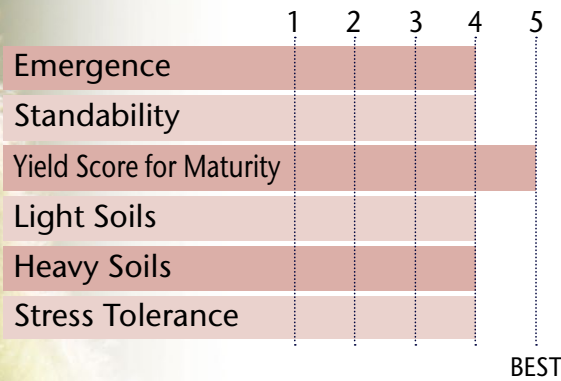 1 2 3 4 5
Emergence
Standability
Yield Score for Maturity
Light Soils
Heavy Soils
Stress Tolerance
BEST